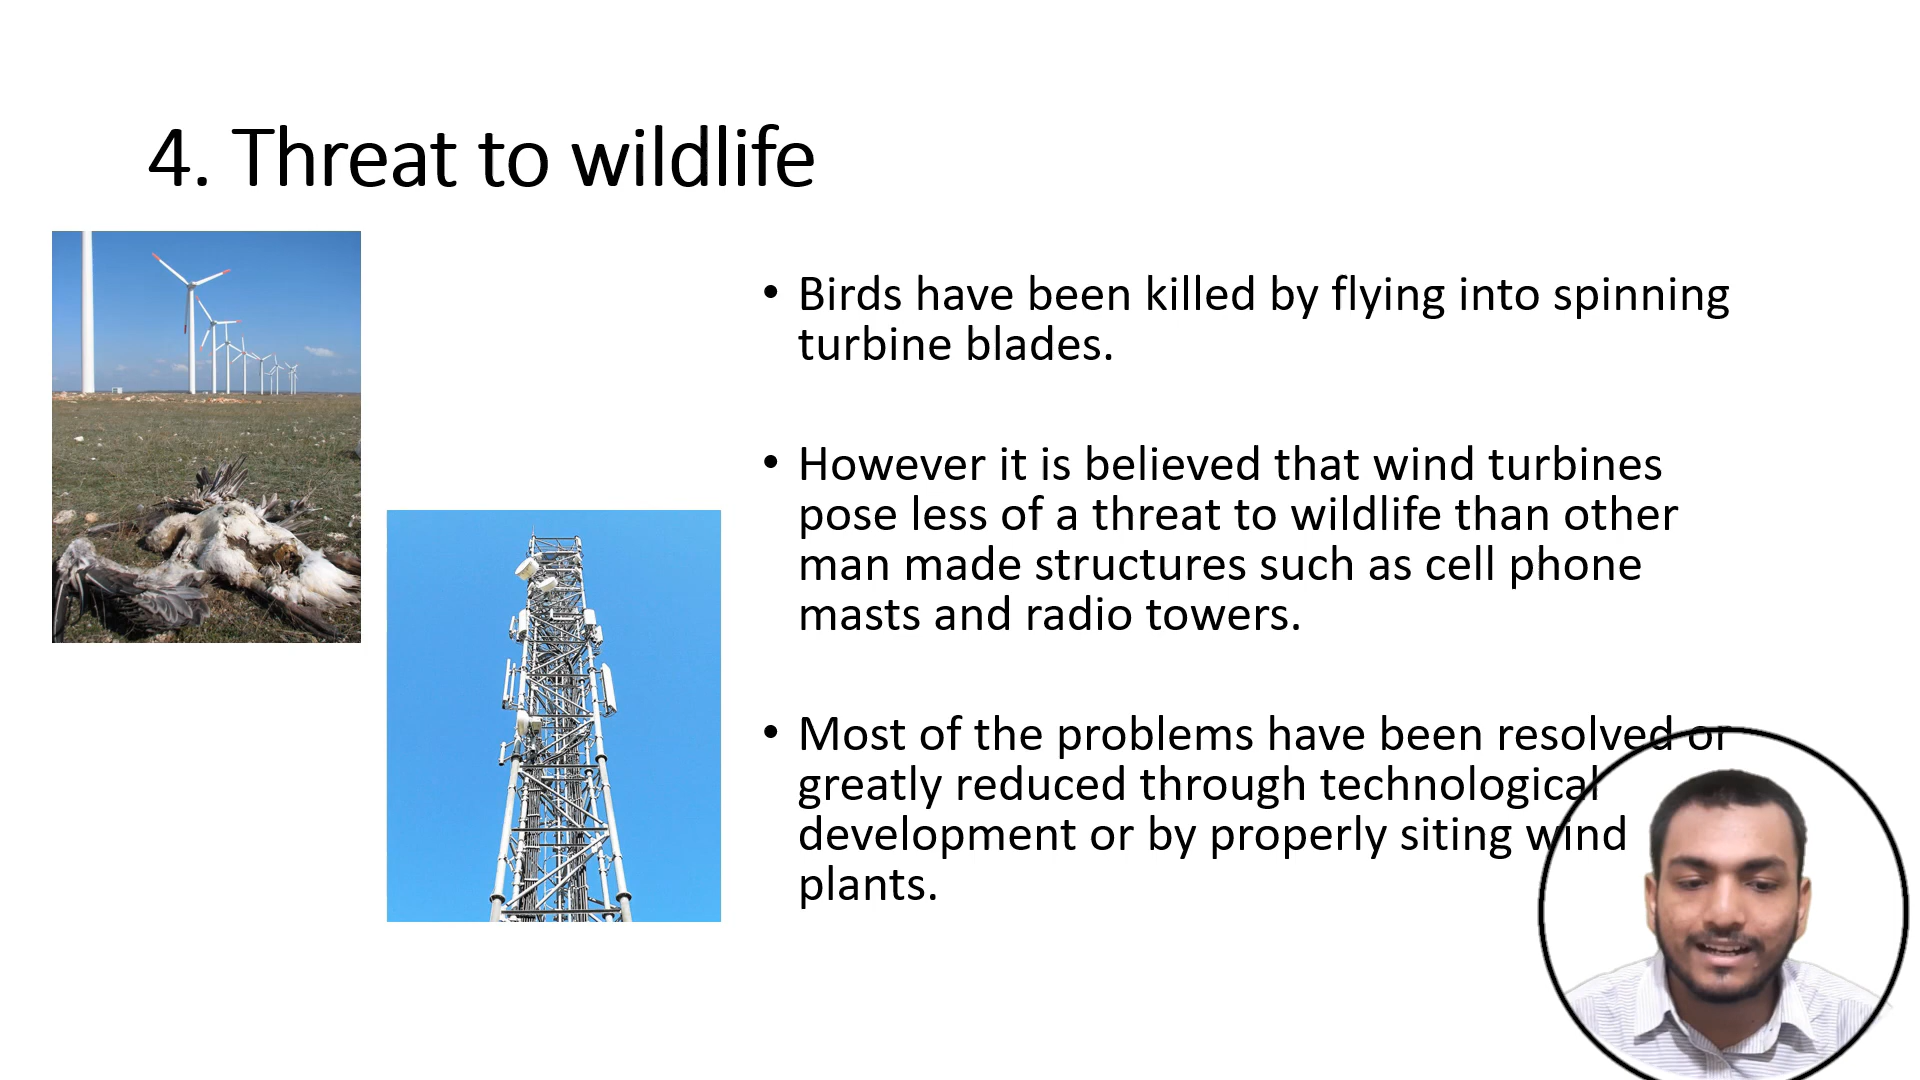 4. Threat to wildlife
• Birds have been killed by flying into spinning
turbine blades.
• However it is believed that wind turbines
pose less of a threat to wildlife than other
man made structures such as cell phone
masts and radio towers.
• Most of the problems have been resolved or
greatly reduced through technological
development or by properly siting wind
plants.